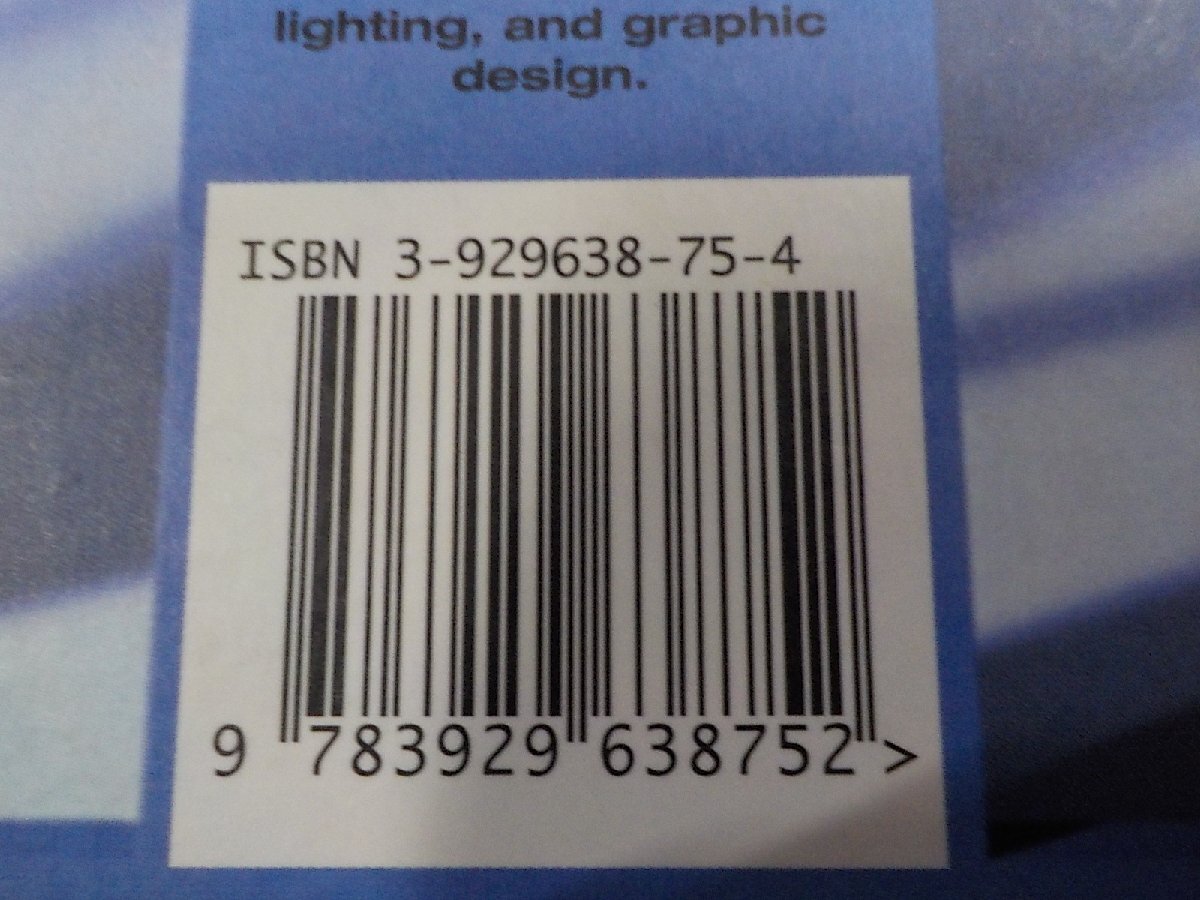 lighting, and graphic
design.
ISBN 3-929638-75-4
9 783929 638752 >